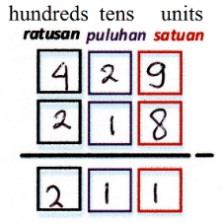 hundreds tens units
ratusan puluhan satuan
4 2 9
2 1 8
-
2 1 1